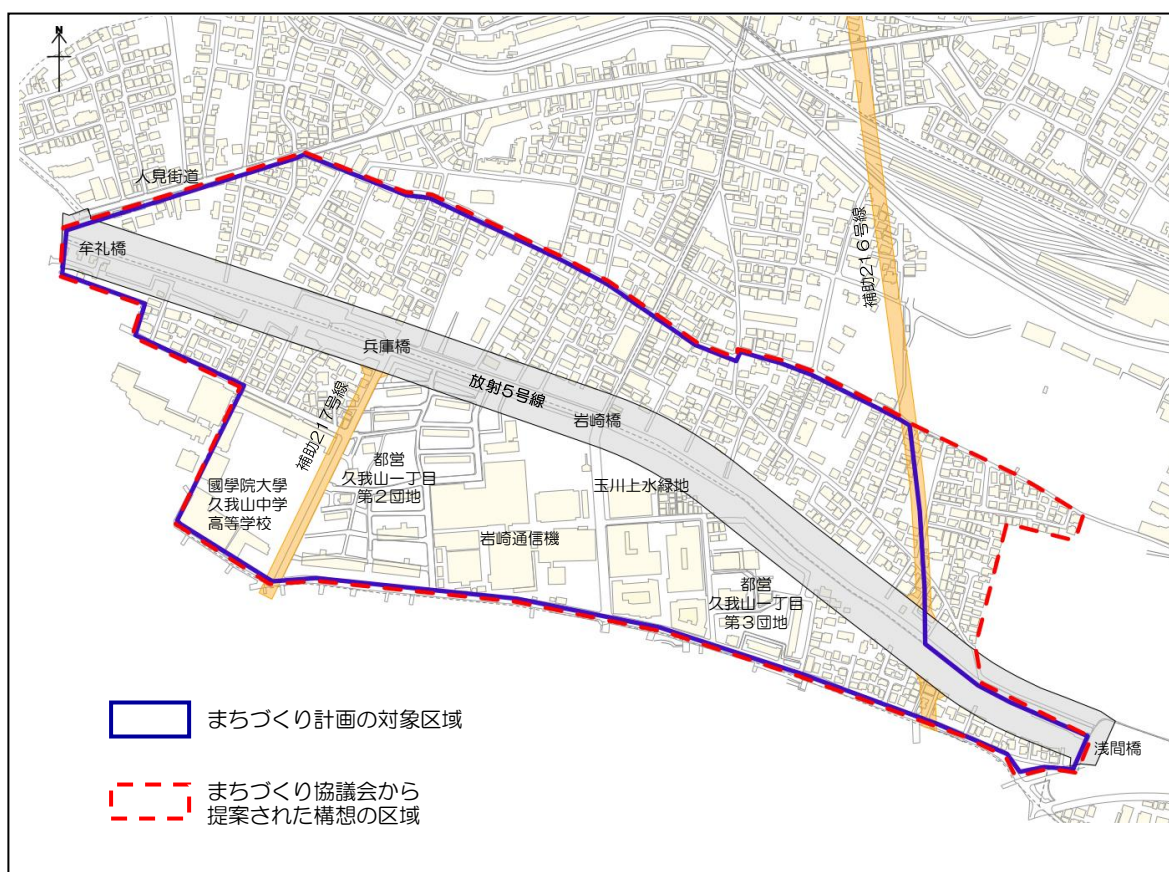 N
人見街道
牟礼橋
補助216号線
兵庫橋
放射5号線
岩崎橋
補助217号線
都営
久我山一丁目
第2団地
玉川上水緑地
國學院大學
久我山中学
高等学校
岩崎通信機
都営
久我山一丁目
第3団地
浅間橋
まちづくり計画の対象区域
まちづくり協議会から
提案された構想の区域